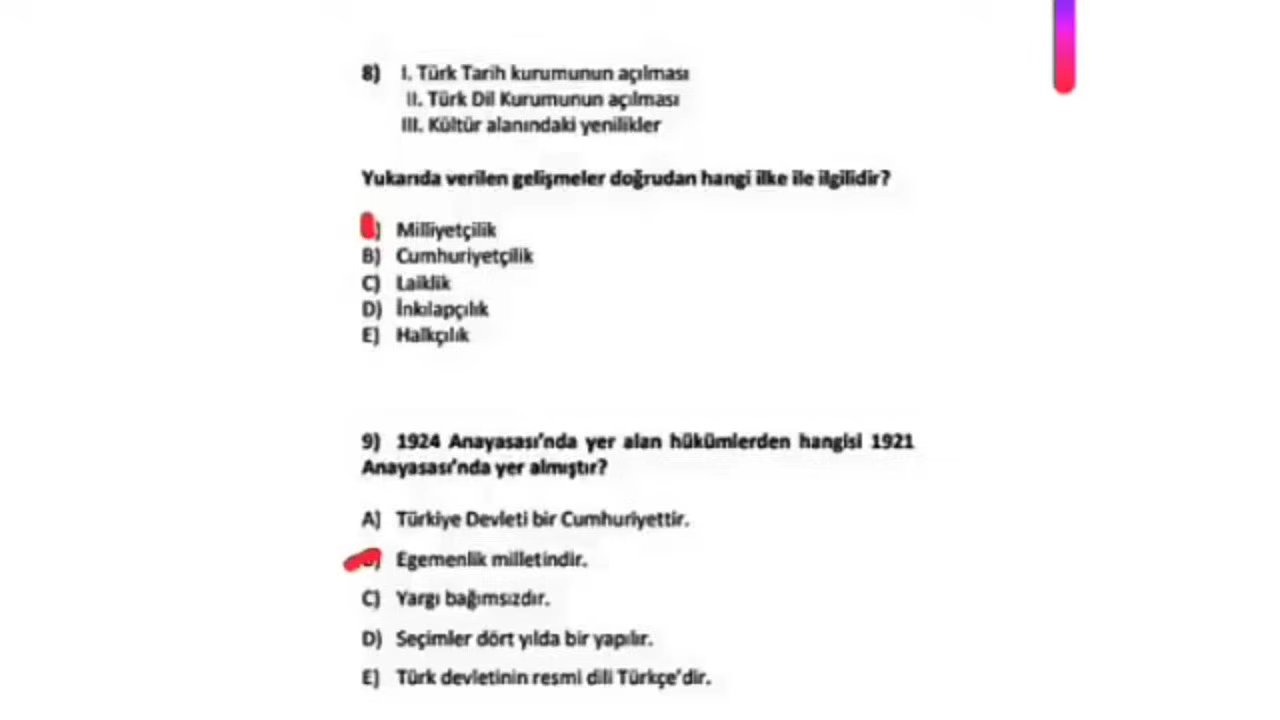 8) I. Türk Tarih kurumunun açılması
II. Türk Dil Kurumunun açılması
III. Kültür alanındaki yenilikler
Yukarıda verilen gelişmeler doğrudan hangi ilke ile ilgilidir?
) Milliyetçilik
B) Cumhuriyetçilik
C) Laiklik
D) İnkılapçılık
E) Halkçılık
9) 1924 Anayasası'nda yer alan hükümlerden hangisi 1921
Anayasası'nda yer almıştır?
A) Türkiye Devleti bir Cumhuriyettir.
) Egemenlik milletindir.
C) Yargı bağımsızdır.
D) Seçimler dört yılda bir yapılır.
E) Türk devletinin resmi dili Türkçe'dir.